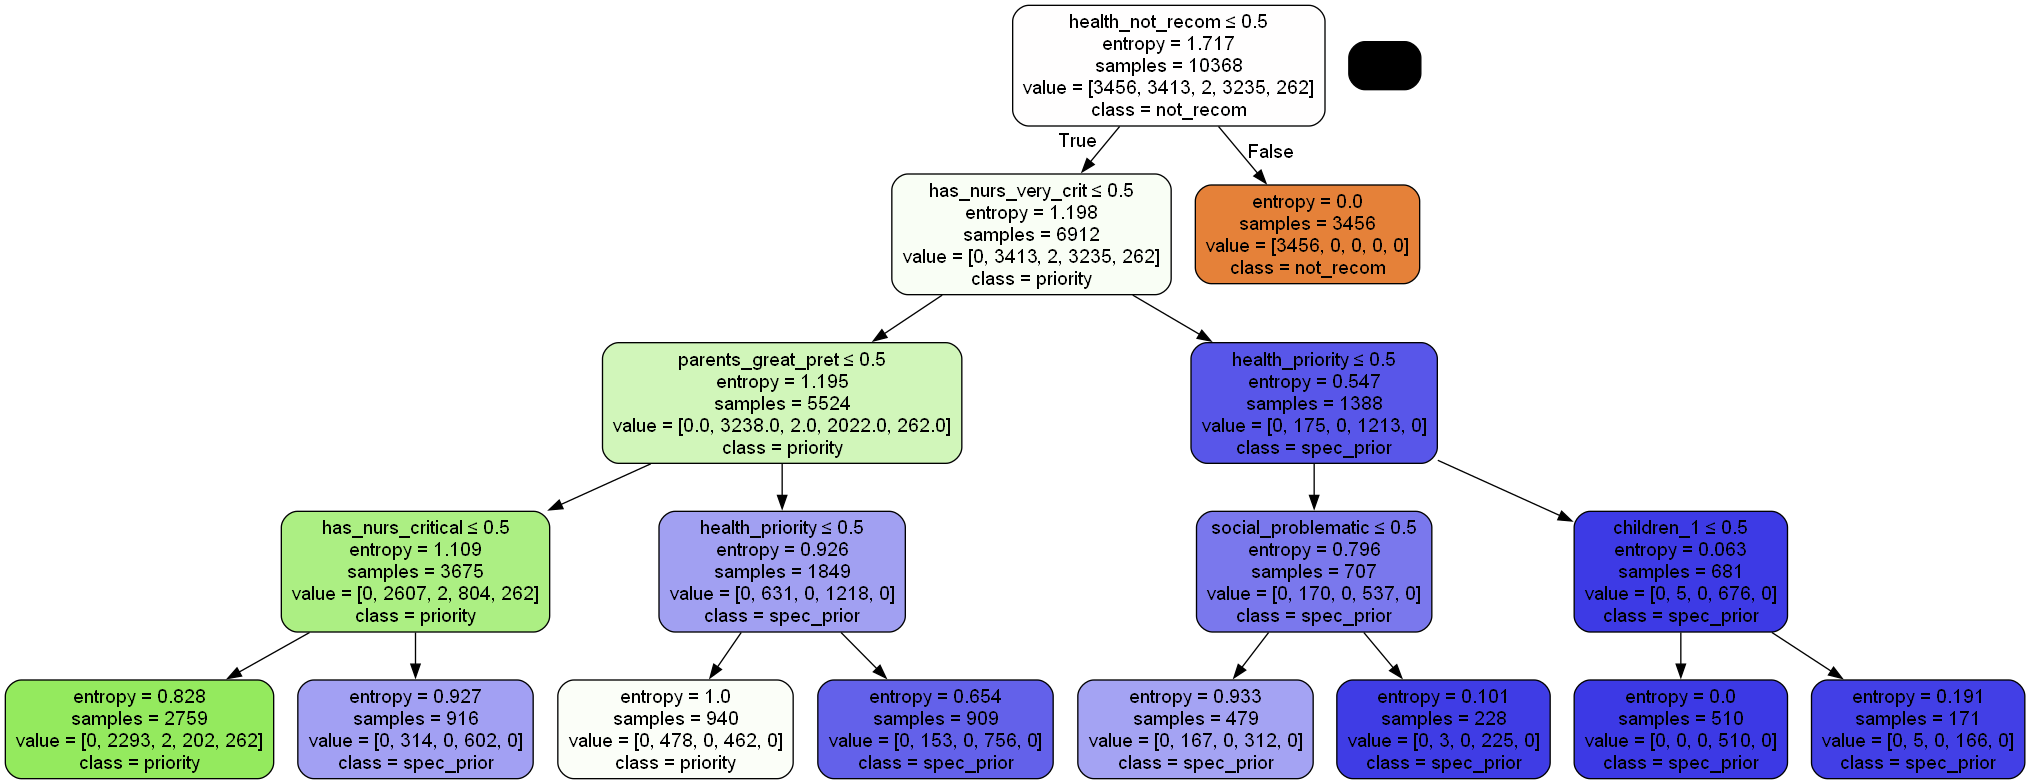 health_not_recom ≤ 0.5
entropy = 1.717
samples = 10368
value = [3456, 3413, 2, 3235, 262]
class = not_recom
True
False
has_nurs_very_crit ≤ 0.5
entropy = 1.198
samples = 6912
value = [0, 3413, 2, 3235, 262]
class = priority
entropy = 0.0
samples = 3456
value = [3456, 0, 0, 0, 0]
class = not_recom
parents_great_pret ≤ 0.5
entropy = 1.195
samples = 5524
value = [0.0, 3238.0, 2.0, 2022.0, 262.0]
class = priority
health_priority ≤ 0.5
entropy = 0.547
samples = 1388
value = [0, 175, 0, 1213, 0]
class = spec_prior
has_nurs_critical ≤ 0.5
entropy = 1.109
samples = 3675
value = [0, 2607, 2, 804, 262]
class = priority
health_priority ≤ 0.5
entropy = 0.926
samples = 1849
value = [0, 631, 0, 1218, 0]
class = spec_prior
social_problematic ≤ 0.5
entropy = 0.796
samples = 707
value = [0, 170, 0, 537, 0]
class = spec_prior
children_1 ≤ 0.5
entropy = 0.063
samples = 681
value = [0, 5, 0, 676, 0]
class = spec_prior
entropy = 0.828
samples = 2759
value = [0, 2293, 2, 202, 262]
class = priority
entropy = 0.927
samples = 916
value = [0, 314, 0, 602, 0]
class = spec_prior
entropy = 1.0
samples = 940
value = [0, 478, 0, 462, 0]
class = priority
entropy = 0.654
samples = 909
value = [0, 153, 0, 756, 0]
class = spec_prior
entropy = 0.933
samples = 479
value = [0, 167, 0, 312, 0]
class = spec_prior
entropy = 0.101
samples = 228
value = [0, 3, 0, 225, 0]
class = spec_prior
entropy = 0.0
samples = 510
value = [0, 0, 0, 510, 0]
class = spec_prior
entropy = 0.191
samples = 171
value = [0, 5, 0, 166, 0]
class = spec_prior